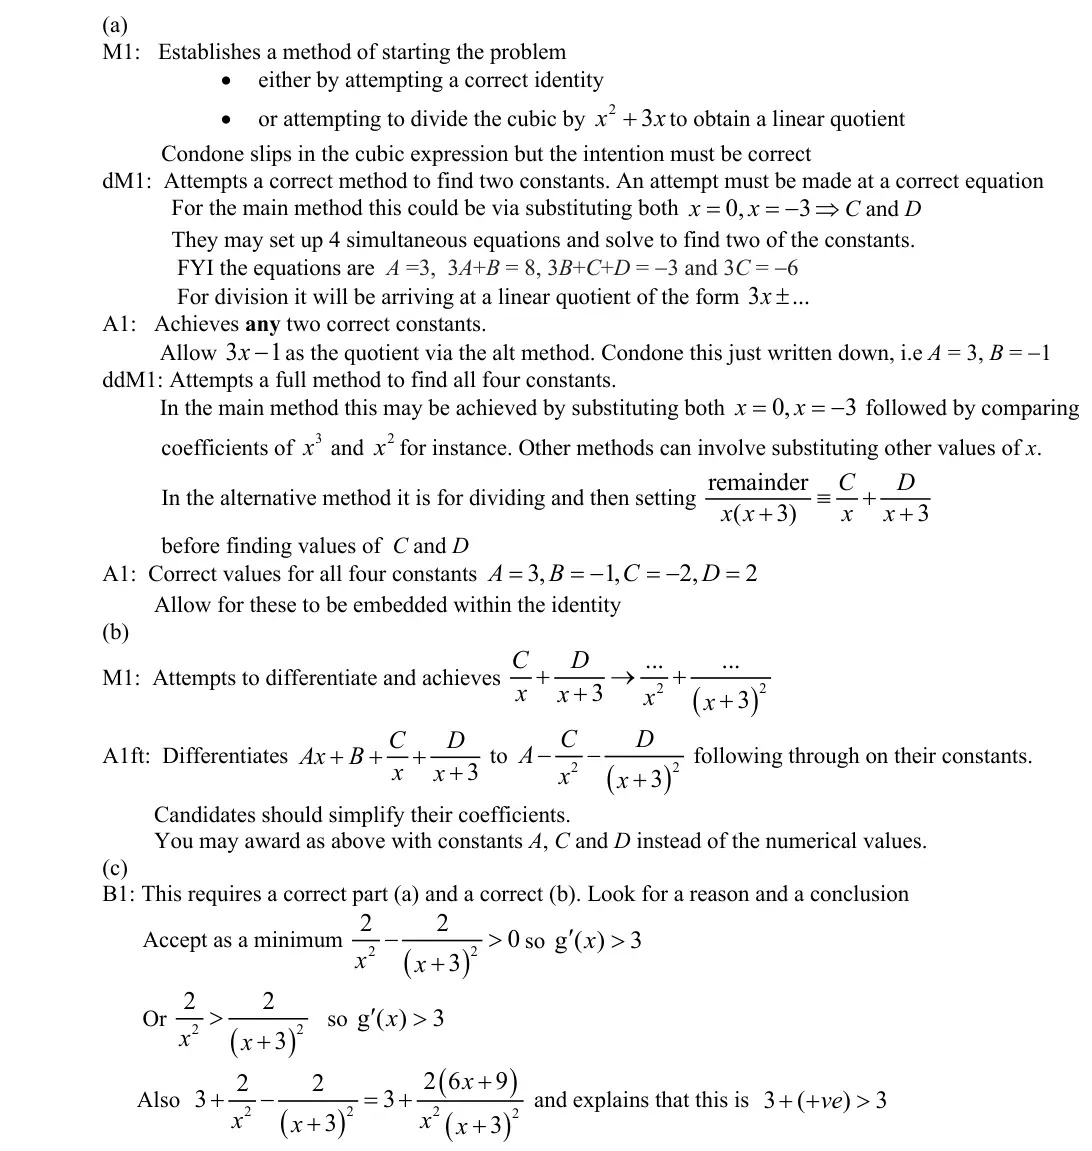 (a)
M1: Establishes a method of starting the problem
• either by attempting a correct identity
• or attempting to divide the cubic by x² + 3x to obtain a linear quotient
Condone slips in the cubic expression but the intention must be correct
dM1: Attempts a correct method to find two constants. An attempt must be made at a correct equation
For the main method this could be via substituting both x = 0, x = −3 ⇒ C and D
They may set up 4 simultaneous equations and solve to find two of the constants.
FYI the equations are A =3, 3A+B = 8, 3B+C+D = −3 and 3C = −6
For division it will be arriving at a linear quotient of the form 3x ± ...
A1: Achieves any two correct constants.
Allow 3x − 1 as the quotient via the alt method. Condone this just written down, i.e A = 3, B = −1
ddM1: Attempts a full method to find all four constants.
In the main method this may be achieved by substituting both x = 0, x = −3 followed by comparing
coefficients of x³ and x² for instance. Other methods can involve substituting other values of x.
In the alternative method it is for dividing and then setting remainder/(x(x+3)) ≡ C/x + D/(x+3)
before finding values of C and D
A1: Correct values for all four constants A = 3, B = −1, C = −2, D = 2
Allow for these to be embedded within the identity
(b)
M1: Attempts to differentiate and achieves C/x + D/(x+3) → .../x² + .../(x+3)²
A1ft: Differentiates Ax + B + C/x + D/(x+3) to A − C/x² − D/(x+3)² following through on their constants.
Candidates should simplify their coefficients.
You may award as above with constants A, C and D instead of the numerical values.
(c)
B1: This requires a correct part (a) and a correct (b). Look for a reason and a conclusion
Accept as a minimum 2/x² − 2/(x+3)² > 0 so g′(x) > 3
Or 2/x² > 2/(x+3)² so g′(x) > 3
Also 3 + 2/x² − 2/(x+3)² = 3 + 2(6x+9)/(x²(x+3)²) and explains that this is 3 + (+ve) > 3